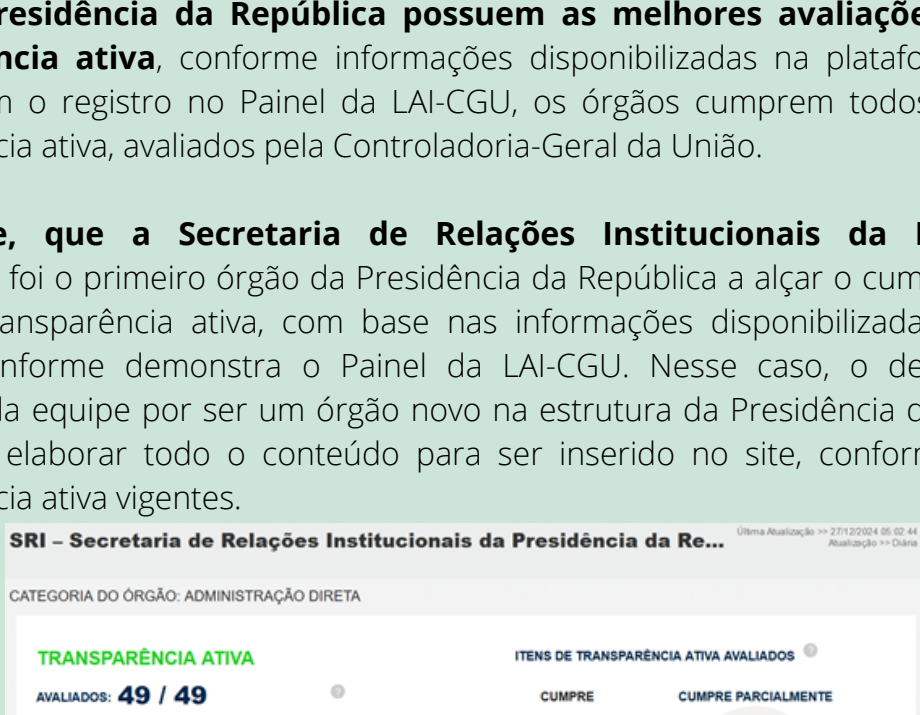 residência da República possuem as melhores avaliaçõe
ncia ativa, conforme informações disponibilizadas na platafo
m o registro no Painel da LAI-CGU, os órgãos cumprem todos
cia ativa, avaliados pela Controladoria-Geral da União.
e, que a Secretaria de Relações Institucionais da
foi o primeiro órgão da Presidência da República a alçar o cum
ansparência ativa, com base nas informações disponibilizada
nforme demonstra o Painel da LAI-CGU. Nesse caso, o de
da equipe por ser um órgão novo na estrutura da Presidência d
elaborar todo o conteúdo para ser inserido no site, conforn
cia ativa vigentes.
SRI – Secretaria de Relações Institucionais da Presidência da Re...
Última Atualização >> 27/12/2024 05:02:44
Atualização >> Diária
CATEGORIA DO ÓRGÃO: ADMINISTRAÇÃO DIRETA
TRANSPARÊNCIA ATIVA
ITENS DE TRANSPARÊNCIA ATIVA AVALIADOS ?
AVALIADOS: 49 / 49 ?
CUMPRE CUMPRE PARCIALMENTE